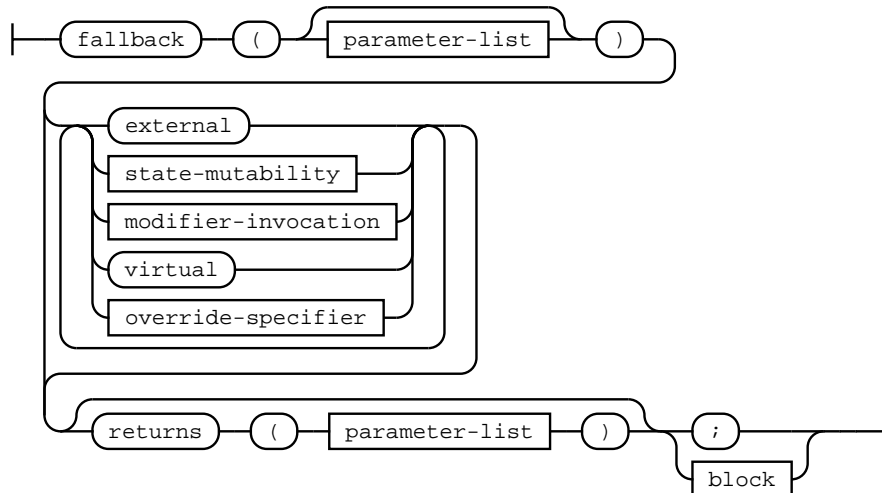 fallback ( parameter-list )
external
state-mutability
modifier-invocation
virtual
override-specifier
returns ( parameter-list ) ;
block